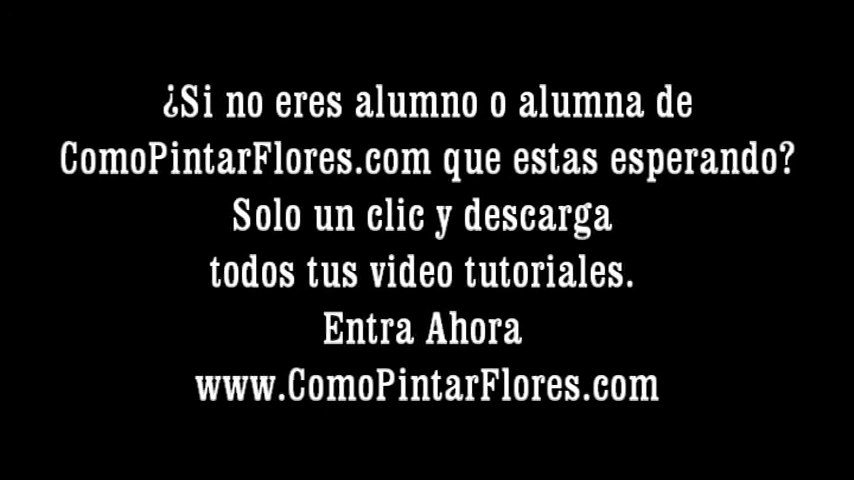 ¿Si no eres alumno o alumna de
ComoPintarFlores.com que estas esperando?
Solo un clic y descarga
todos tus video tutoriales.
Entra Ahora
www.ComoPintarFlores.com